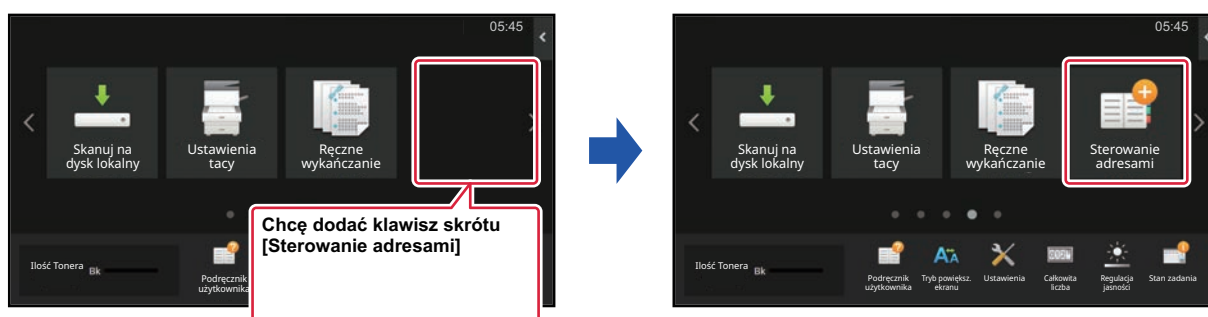 05:45
Skanuj na
dysk lokalny
Ustawienia
tacy
Ręczne
wykańczanie
Chcę dodać klawisz skrótu
[Sterowanie adresami]
Ilość Tonera
Bk
Podręcznik
użytkownika
05:45
Skanuj na
dysk lokalny
Ustawienia
tacy
Ręczne
wykańczanie
Sterowanie
adresami
Ilość Tonera
Bk
Podręcznik
użytkownika
Tryb powiększ.
ekranu
Ustawienia
Całkowita
liczba
Regulacja
jasności
Stan zadania